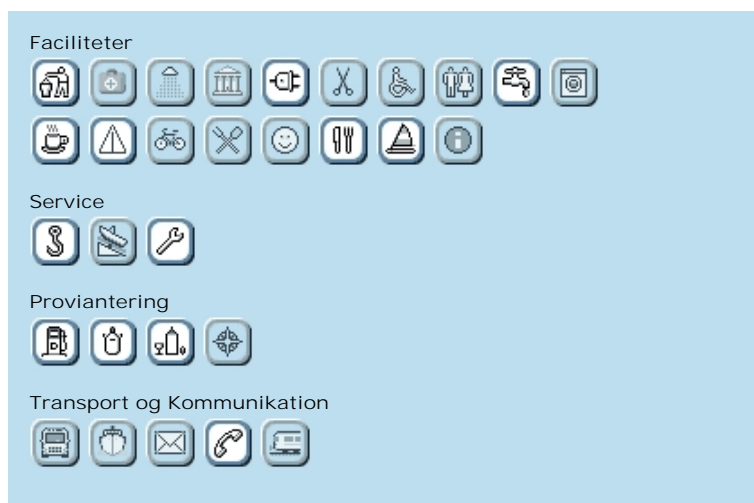 Faciliteter
Service
Proviantering
Transport og Kommunikation